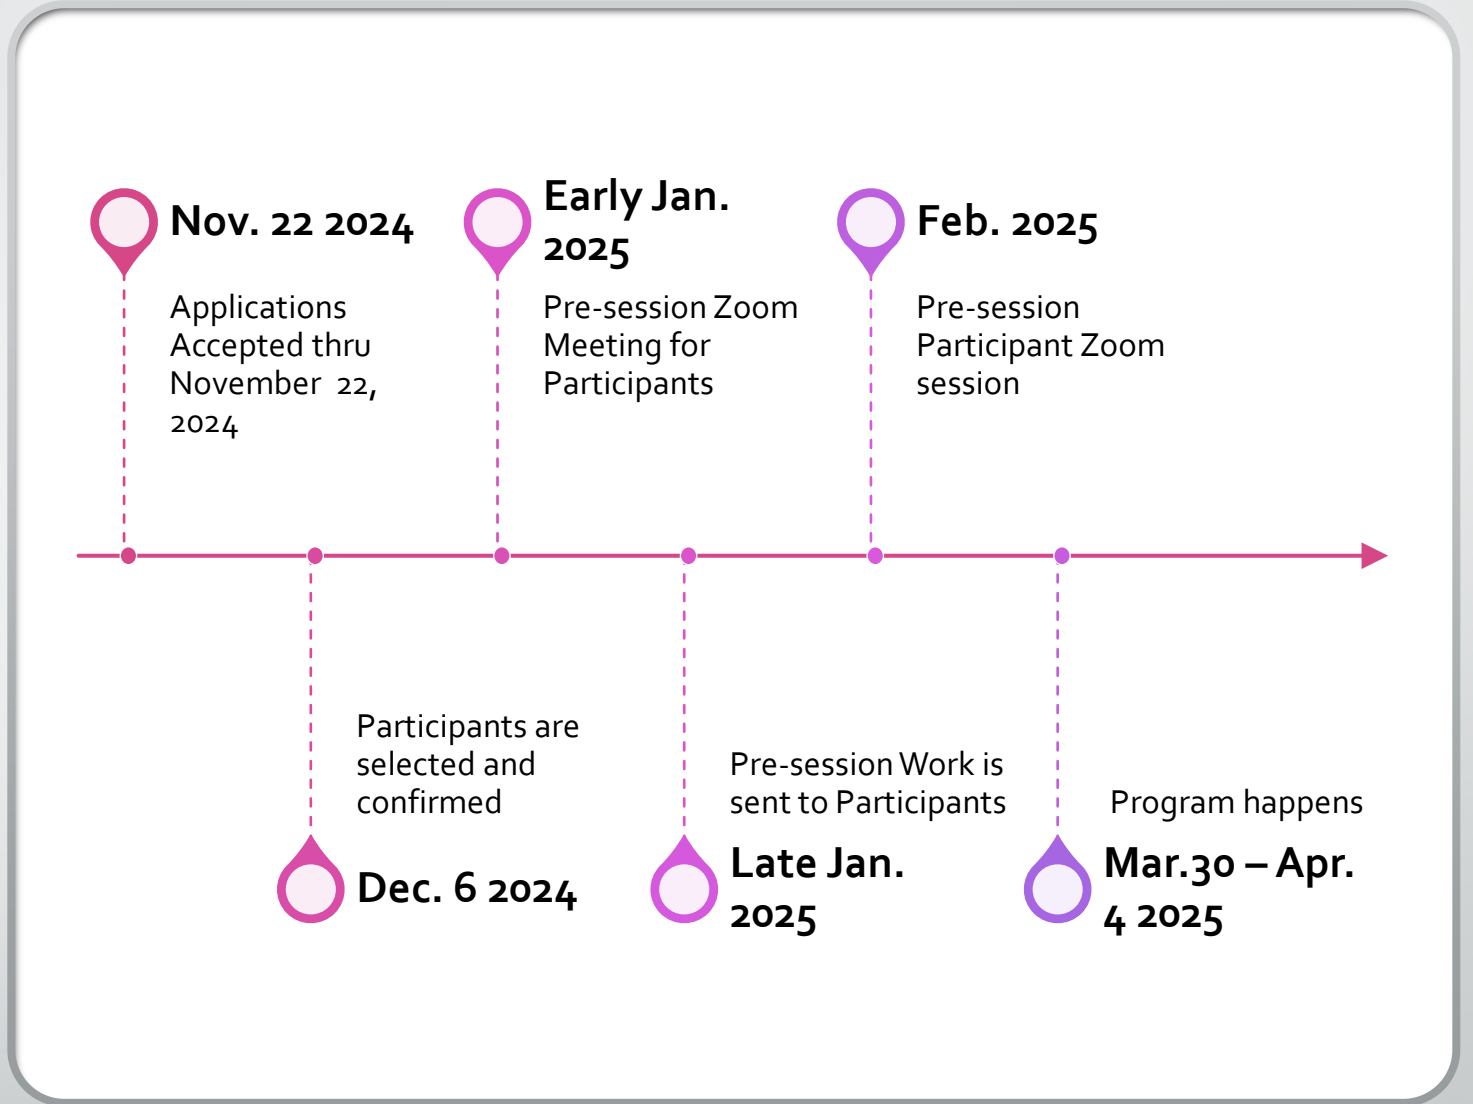 Nov. 22 2024
Applications
Accepted thru
November  22,
2024
Participants are
selected and
confirmed
Dec. 6 2024
Early Jan.
2025
Pre-session Zoom
Meeting for
Participants
Pre-session Work is
sent to Participants
Late Jan.
2025
Feb. 2025
Pre-session
Participant Zoom
session
Program happens
Mar.30 – Apr.
4 2025